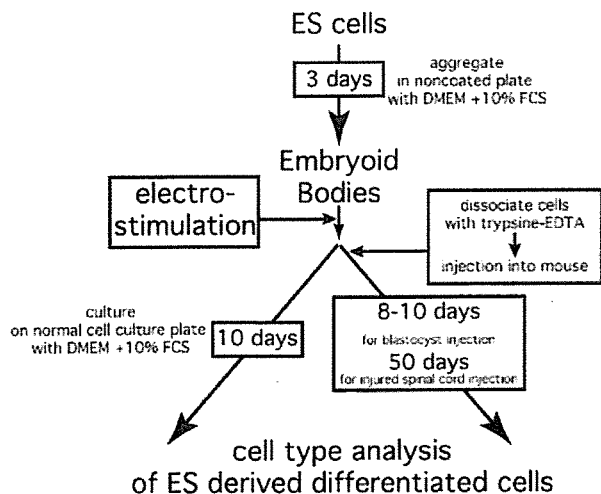 ES cells
3 days
aggregate
in noncoated plate
with DMEM +10% FCS
Embryoid
Bodies
electro-
stimulation
dissociate cells
with trypsine-EDTA
injection into mouse
culture
on normal cell culture plate
with DMEM +10% FCS
10 days
8-10 days
for blastocyst injection
50 days
for injured spinal cord injection
cell type analysis
of ES derived differentiated cells